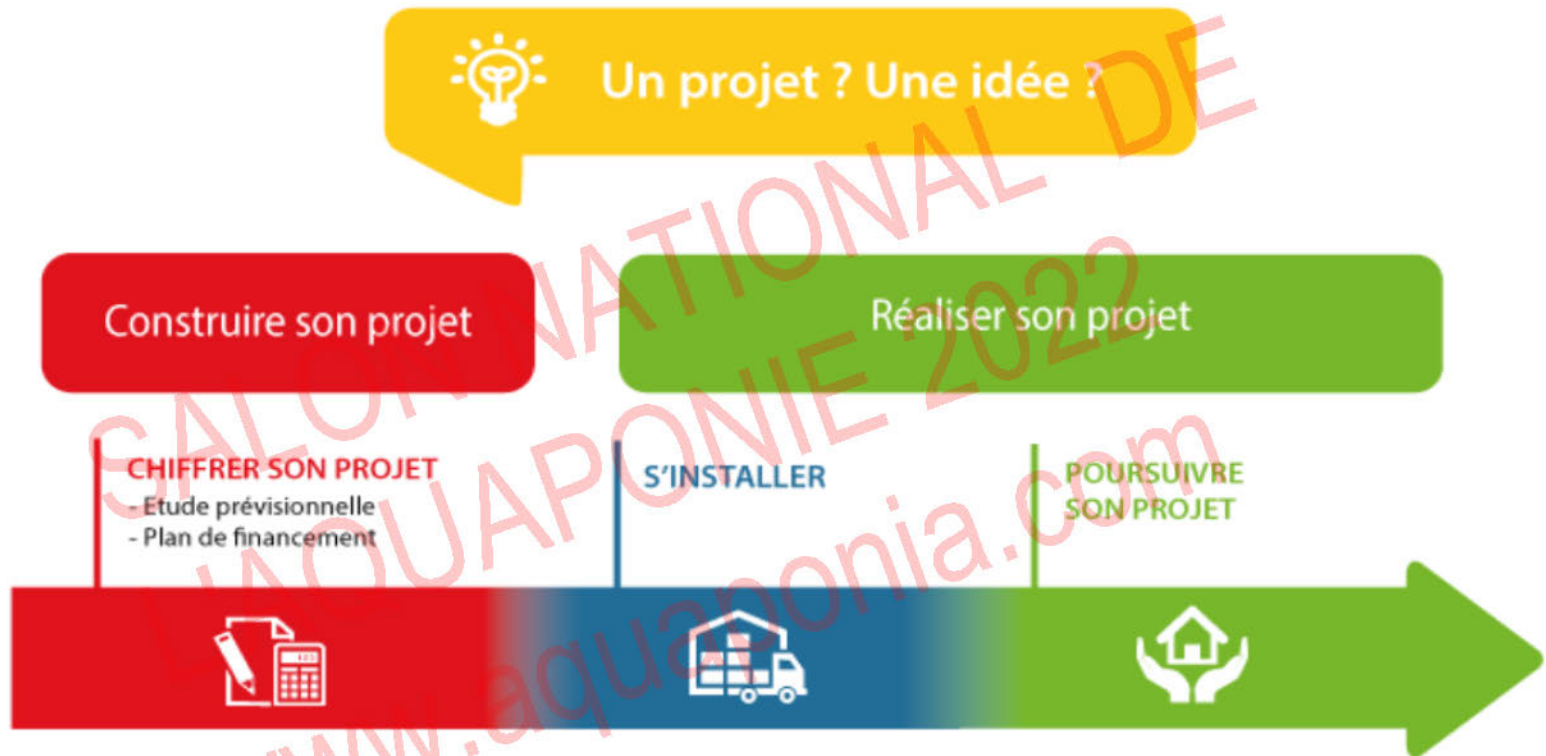 Un projet ? Une idée ?
Construire son projet
Réaliser son projet
CHIFFRER SON PROJET
- Etude prévisionnelle
- Plan de financement
S'INSTALLER
POURSUIVRE
SON PROJET
123
SALON NATIONAL DE
L'AQUAPONIE 2022
www.aquaponia.com